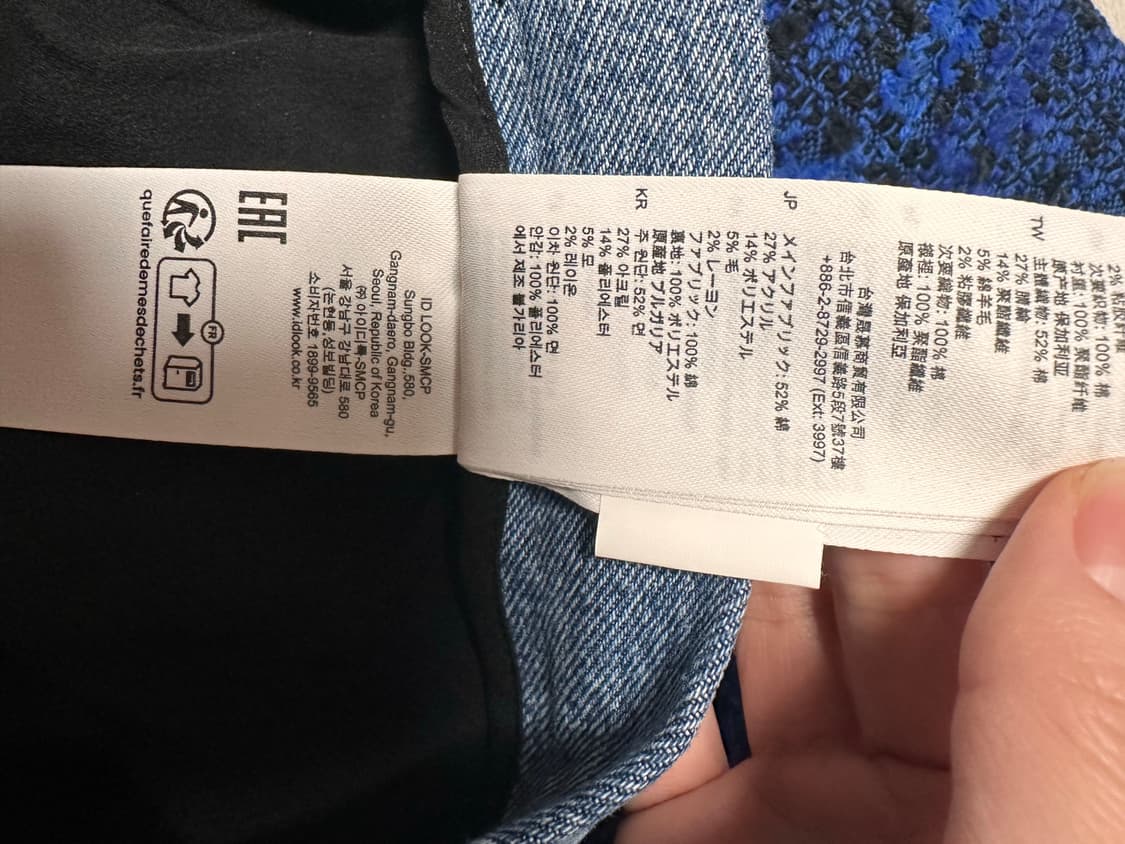 2% 粘胶纤维
次要织物: 100% 棉
衬里: 100% 聚酯纤维
原产地 保加利亚
TW
主體織物: 52% 棉
27% 腈綸
14% 聚酯纖維
5% 綿羊毛
2% 粘膠纖維
次要織物: 100% 棉
襯裡: 100% 聚酯纖維
原產地 保加利亞
台灣晟慕商貿有限公司
台北市信義區信義路5段7號37樓
+886-2-8729-2997 (Ext: 3997)
JP
メインファブリック: 52% 綿
27% アクリル
14% ポリエステル
5% 毛
2% レーヨン
ファブリック: 100% 綿
裏地: 100% ポリエステル
原産地 ブルガリア
KR
주 원단: 52% 면
27% 아크릴
14% 폴리에스터
5% 모
2% 레이온
이차 원단: 100% 면
안감: 100% 폴리에스터
에서 제조 불가리아
ID LOOK-SMCP
Sungbo Bldg. 580,
Gangnam-daero, Gangnam-gu,
Seoul, Republic of Korea
㈜ 아이디룩-SMCP
서울 강남구 강남대로 580
(논현동,성보빌딩)
소비자번호 1899-9565
www.idlook.co.kr
EAC
FR
quefairedemesdechets.fr